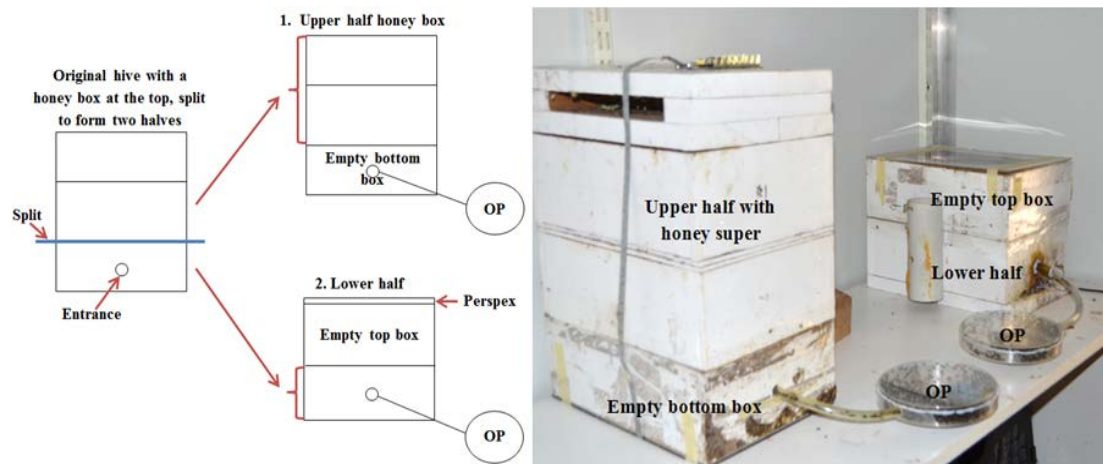 1. Upper half honey box
Original hive with a
honey box at the top, split
to form two halves
Split
Entrance
Empty bottom
box
OP
2. Lower half
Perspex
Empty top box
OP
Upper half with
honey super
Empty bottom box
Empty top box
Lower half
OP
OP